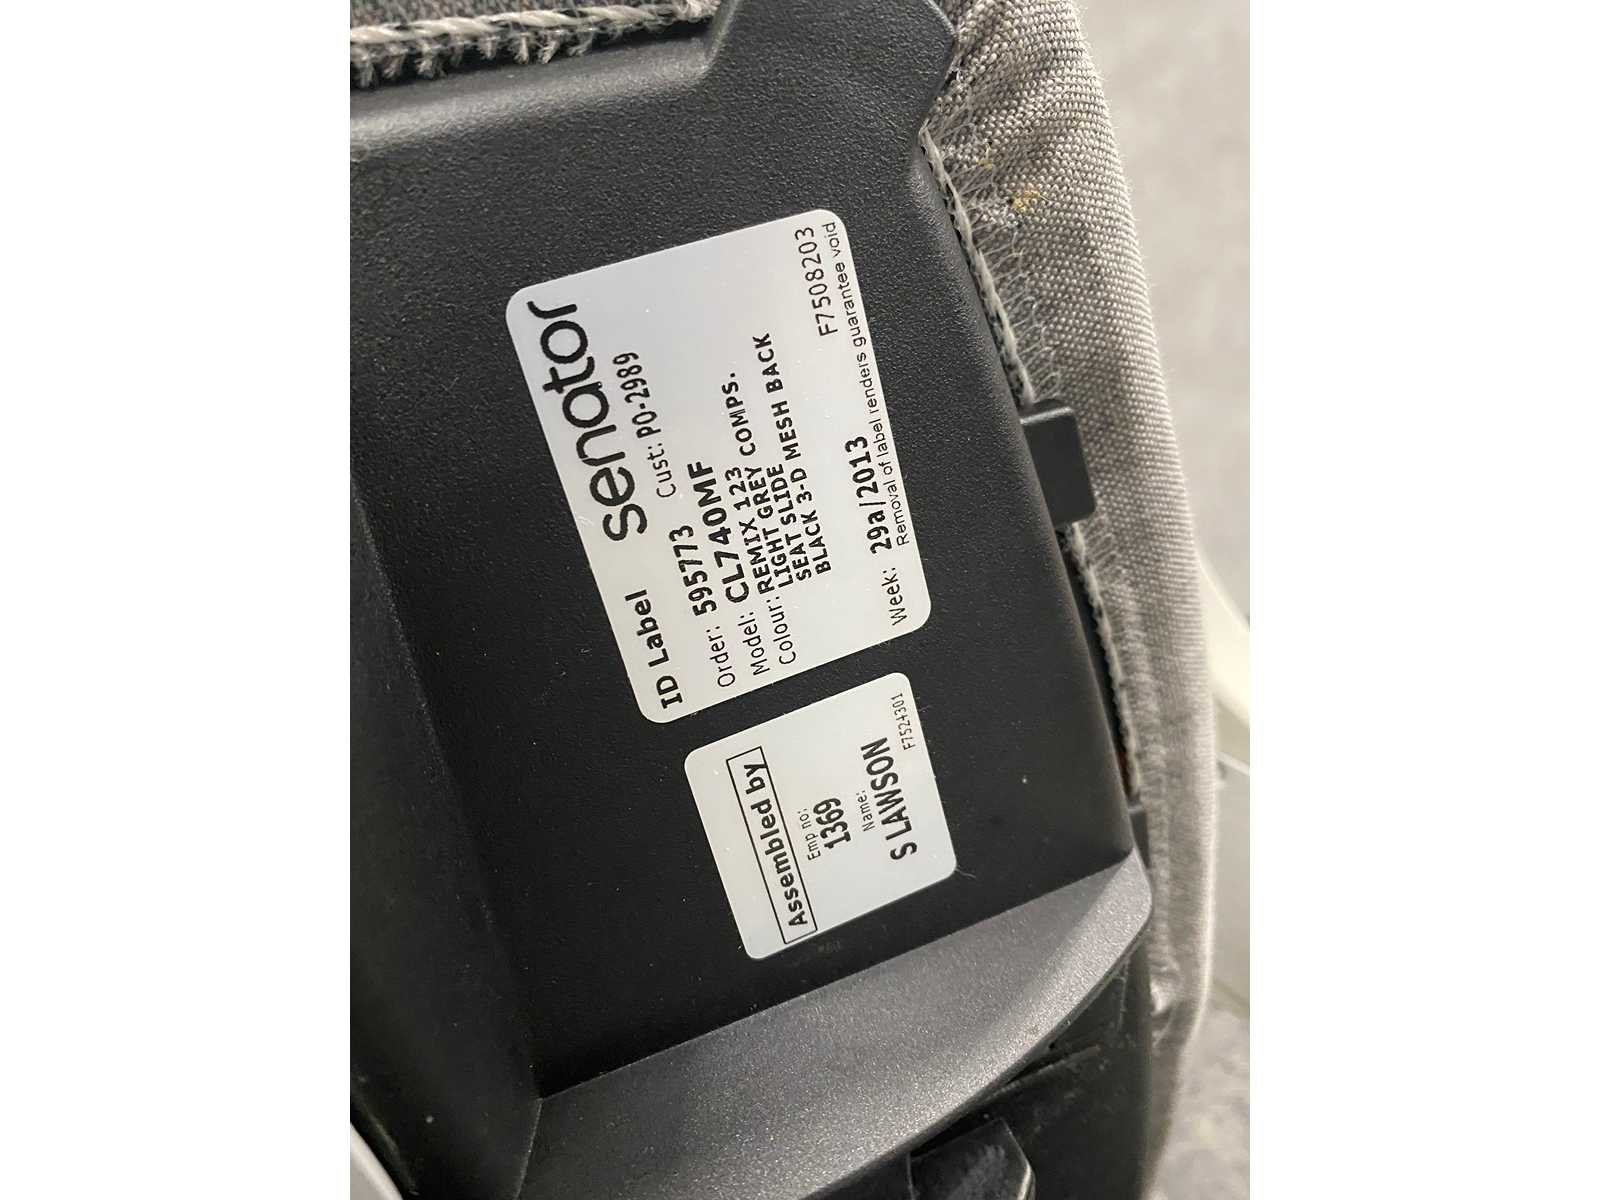 ID Label senator
Order: 595773 Cust: PO-2989
Model: CL740MF
Colour: REMIX 123
LIGHT GREY COMPS.
SEAT SLIDE
BLACK 3-D MESH BACK
F7508203
Week: 29a/2013
Removal of label renders guarantee void
Assembled by
Emp no:
1369
Name:
S LAWSON
F7524301